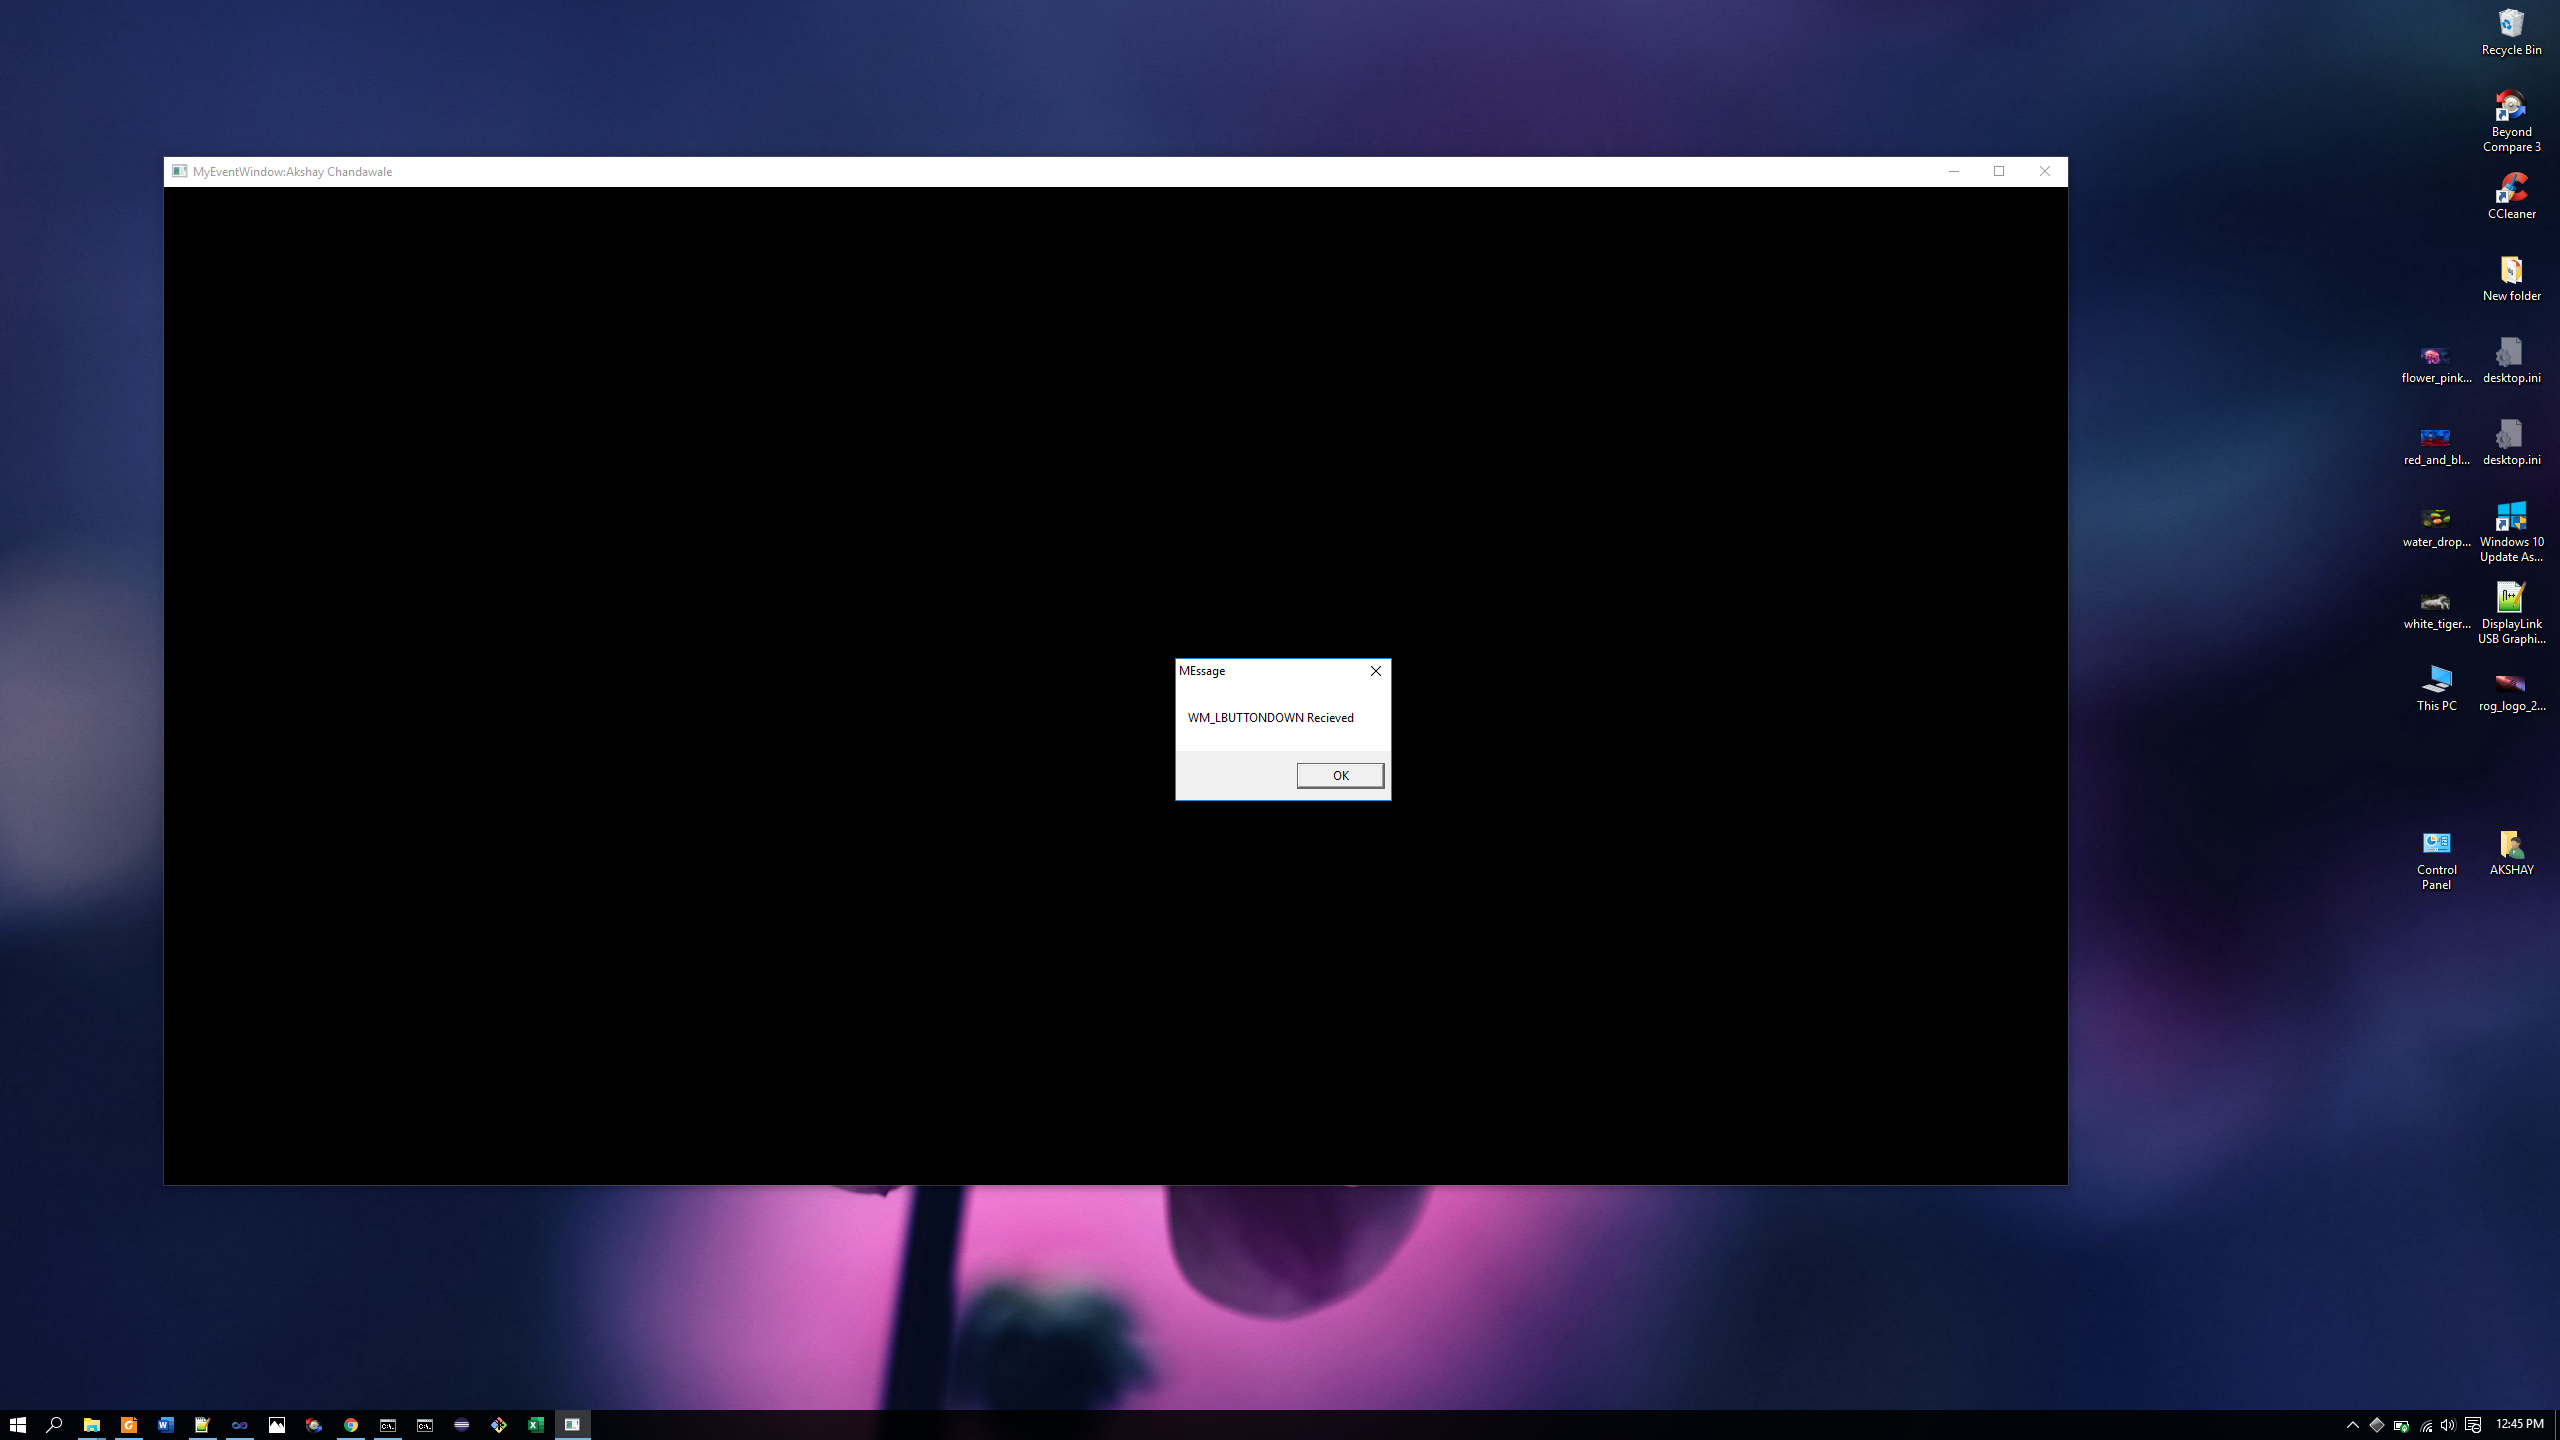 Recycle Bin
Beyond
Compare 3
CCleaner
New folder
flower_pink...
desktop.ini
red_and_bl...
desktop.ini
water_drop...
Windows 10
Update As...
white_tiger...
DisplayLink
USB Graphi...
This PC
rog_logo_2...
Control
Panel
AKSHAY
MyEventWindow:Akshay Chandawale
MEssage
WM_LBUTTONDOWN Recieved
OK
12:45 PM